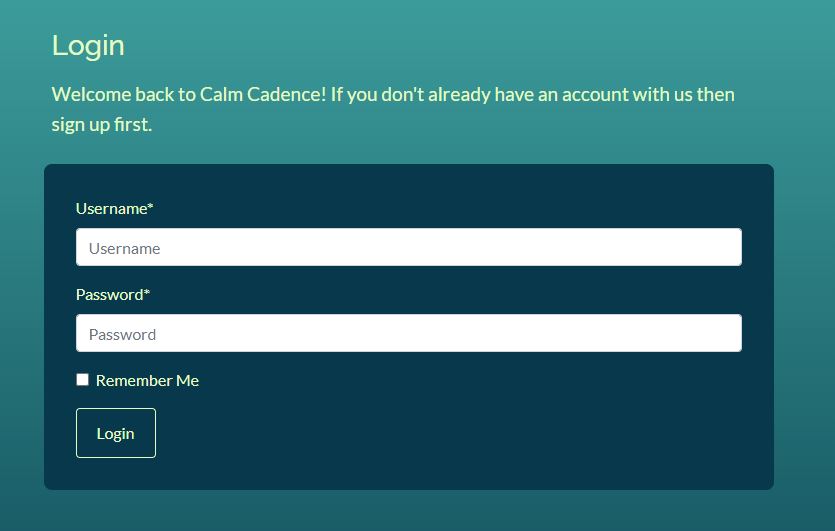 Login
Welcome back to Calm Cadence! If you don't already have an account with us then
sign up first.
Username*
Username
Password*
Password
Remember Me
Login